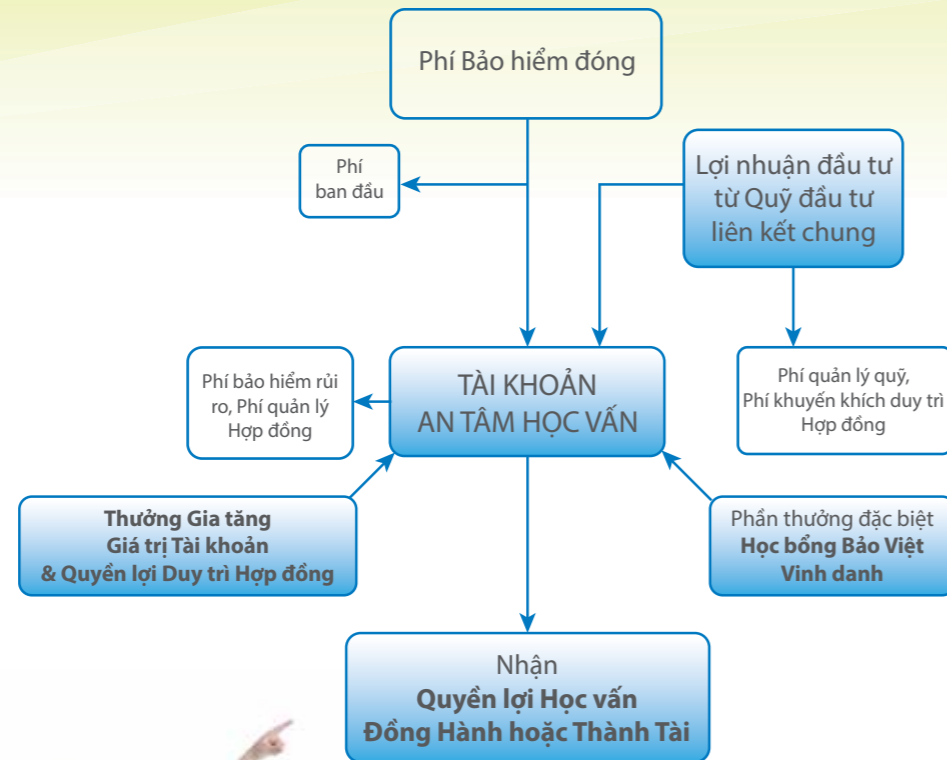 Phí Bảo hiểm đóng
Phí
ban đầu
Lợi nhuận đầu tư
từ Quỹ đầu tư
liên kết chung
Phí bảo hiểm rủi
ro, Phí quản lý
Hợp đồng
TÀI KHOẢN
AN TÂM HỌC VẤN
Phí quản lý quỹ,
Phí khuyến khích duy trì
Hợp đồng
Thưởng Gia tăng
Giá trị Tài khoản
& Quyền lợi Duy trì Hợp đồng
Phần thưởng đặc biệt
Học bổng Bảo Việt
Vinh danh
Nhận
Quyền lợi Học vấn
Đồng Hành hoặc Thành Tài